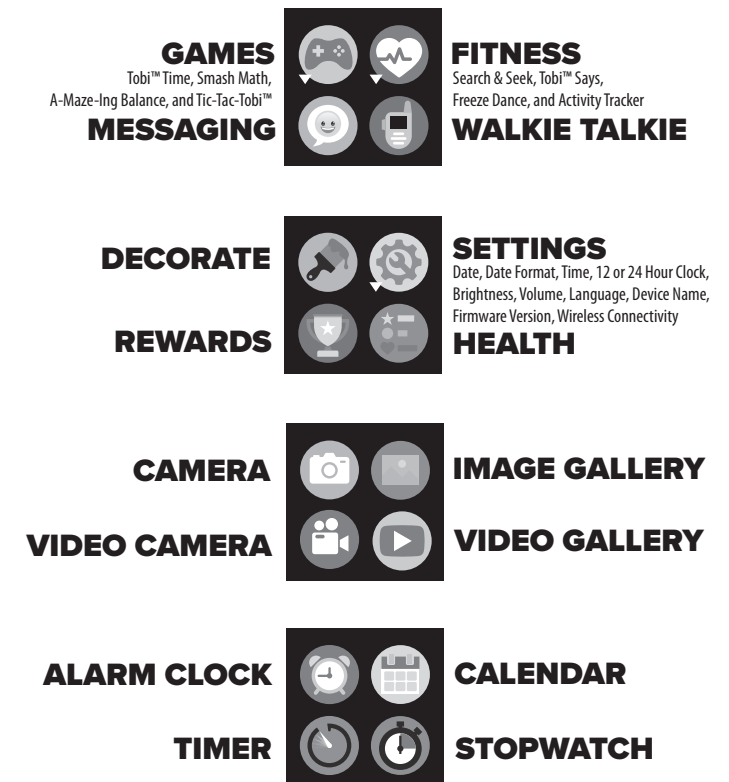 GAMES
Tobi™ Time, Smash Math,
A-Maze-Ing Balance, and Tic-Tac-Tobi™
MESSAGING
FITNESS
Search & Seek, Tobi™ Says,
Freeze Dance, and Activity Tracker
WALKIE TALKIE
DECORATE
REWARDS
SETTINGS
Date, Date Format, Time, 12 or 24 Hour Clock,
Brightness, Volume, Language, Device Name,
Firmware Version, Wireless Connectivity
HEALTH
CAMERA
IMAGE GALLERY
VIDEO CAMERA
VIDEO GALLERY
ALARM CLOCK
CALENDAR
TIMER
STOPWATCH